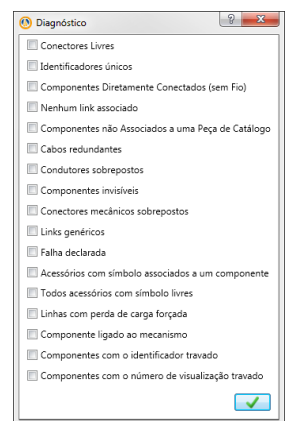 Diagnóstico
Conectores Livres
Identificadores únicos
Componentes Diretamente Conectados (sem Fio)
Nenhum link associado
Componentes não Associados a uma Peça de Catálogo
Cabos redundantes
Condutores sobrepostos
Componentes invisíveis
Conectores mecânicos sobrepostos
Links genéricos
Falha declarada
Acessórios com símbolo associados a um componente
Todos acessórios com símbolo livres
Linhas com perda de carga forçada
Componente ligado ao mecanismo
Componentes com o identificador travado
Componentes com o número de visualização travado